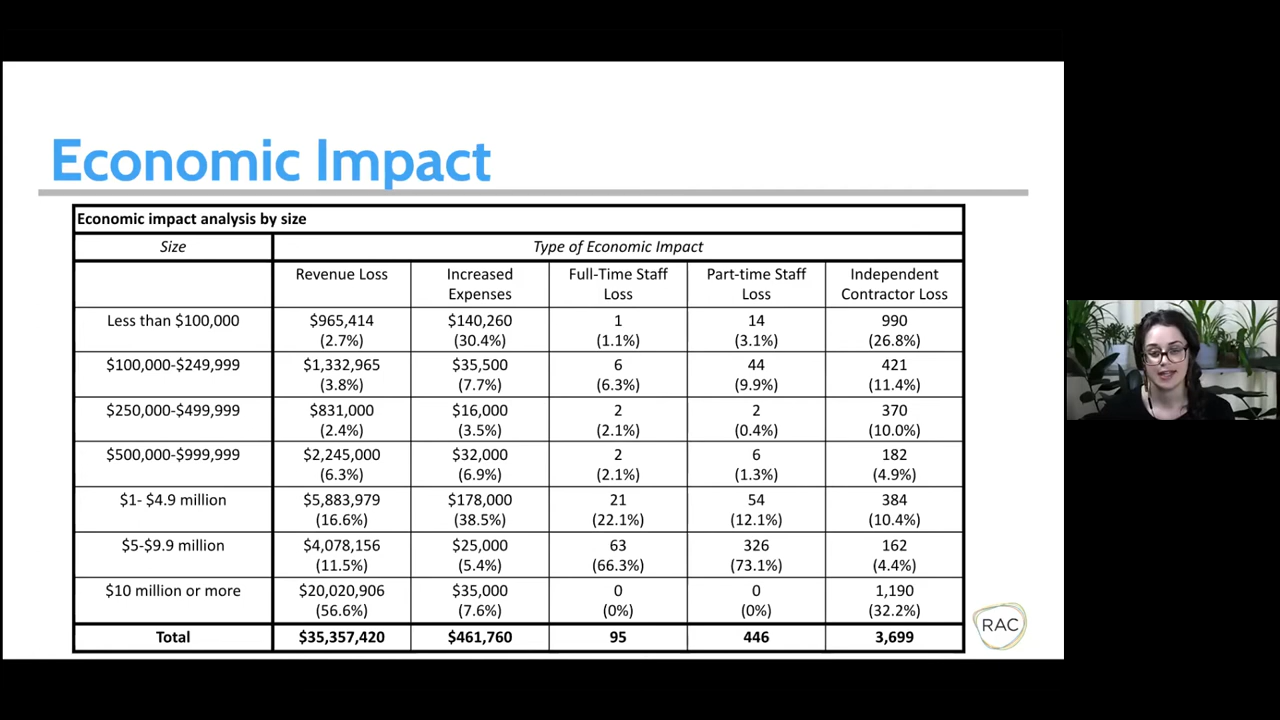 Economic Impact
Economic impact analysis by size
Size Type of Economic Impact
Revenue Loss Increased Expenses Full-Time Staff Loss Part-time Staff Loss Independent Contractor Loss
Less than $100,000 $965,414 (2.7%) $140,260 (30.4%) 1 (1.1%) 14 (3.1%) 990 (26.8%)
$100,000-$249,999 $1,332,965 (3.8%) $35,500 (7.7%) 6 (6.3%) 44 (9.9%) 421 (11.4%)
$250,000-$499,999 $831,000 (2.4%) $16,000 (3.5%) 2 (2.1%) 2 (0.4%) 370 (10.0%)
$500,000-$999,999 $2,245,000 (6.3%) $32,000 (6.9%) 2 (2.1%) 6 (1.3%) 182 (4.9%)
$1- $4.9 million $5,883,979 (16.6%) $178,000 (38.5%) 21 (22.1%) 54 (12.1%) 384 (10.4%)
$5-$9.9 million $4,078,156 (11.5%) $25,000 (5.4%) 63 (66.3%) 326 (73.1%) 162 (4.4%)
$10 million or more $20,020,906 (56.6%) $35,000 (7.6%) 0 (0%) 0 (0%) 1,190 (32.2%)
Total $35,357,420 $461,760 95 446 3,699
RAC